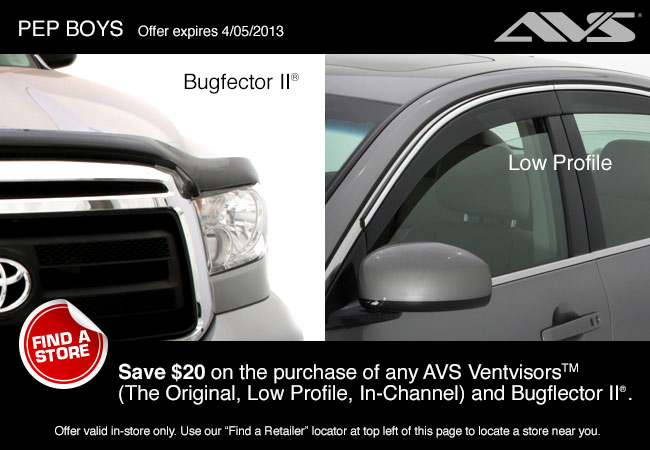 PEP BOYS Offer expires 4/05/2013
AVS®
Bugfector II®
Low Profile
FIND A
STORE
Save $20 on the purchase of any AVS Ventvisors™
(The Original, Low Profile, In-Channel) and Bugflector II®.
Offer valid in-store only. Use our “Find a Retailer” locator at top left of this page to locate a store near you.